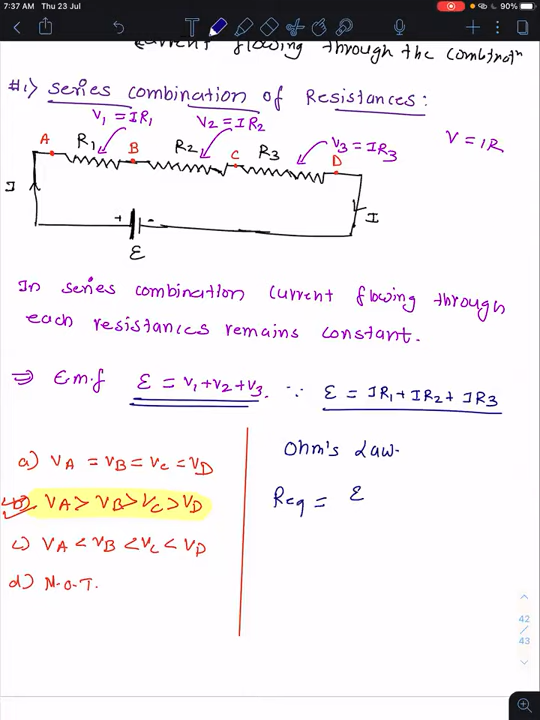 7:37 AM Thu 23 Jul
90%
current flowing through the combinatn
#1) Series combination of Resistances:
V1 = IR1
V2 = IR2
V3 = IR3
V = IR
A R1 B R2 C R3 D
I
I
+ -
ε
In series combination current flowing through
each resistances remains constant.
⇒ Emf ε = V1+V2+V3. ∵ ε = IR1 + IR2 + IR3
a) VA = VB = VC = VD
b) VA > VB > VC > VD
c) VA < VB < VC < VD
d) N.O.T.
Ohm's Law.
Req = ε
42
/
43